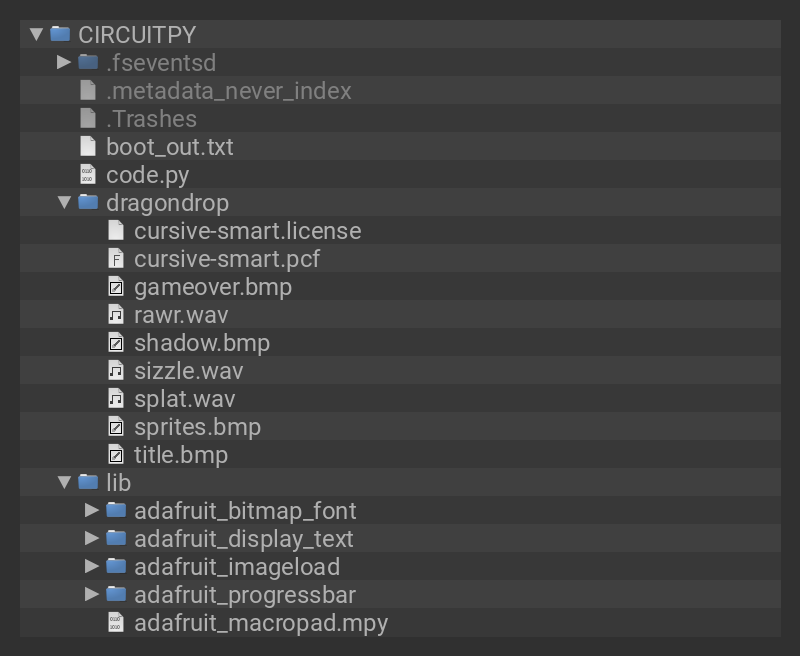 CIRCUITPY
.fseventsd
.metadata_never_index
.Trashes
boot_out.txt
code.py
dragondrop
cursive-smart.license
cursive-smart.pcf
gameover.bmp
rawr.wav
shadow.bmp
sizzle.wav
splat.wav
sprites.bmp
title.bmp
lib
adafruit_bitmap_font
adafruit_display_text
adafruit_imageload
adafruit_progressbar
adafruit_macropad.mpy